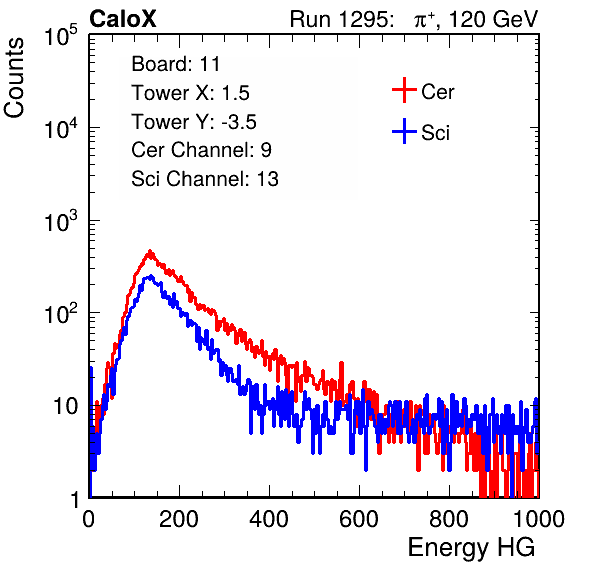 CaloX Run 1295: π⁺, 120 GeV
Counts
10⁵
10⁴
10³
10²
10
1
Board: 11
Tower X: 1.5
Tower Y: -3.5
Cer Channel: 9
Sci Channel: 13
Cer
Sci
0 200 400 600 800 1000
Energy HG